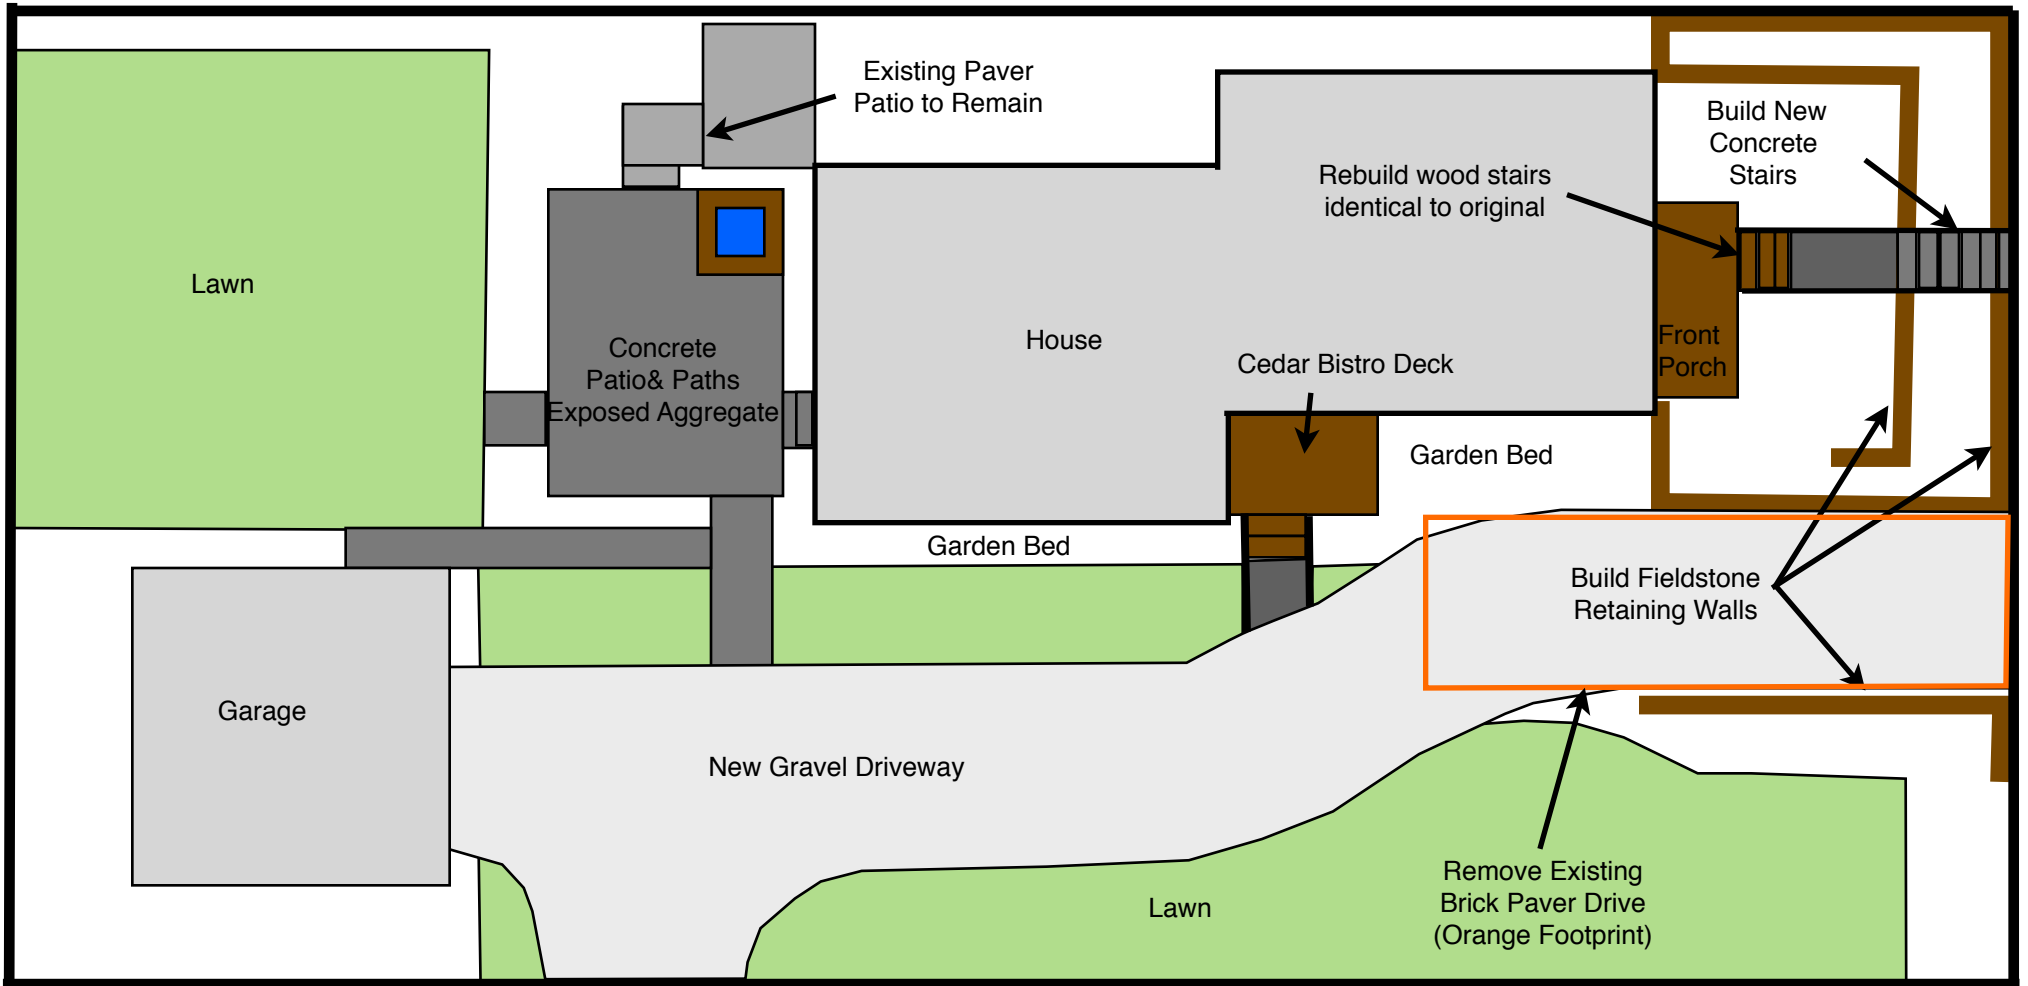 Existing Paver
Patio to Remain
Build New
Concrete
Stairs
Rebuild wood stairs
identical to original
Lawn
House
Concrete
Patio& Paths
Exposed Aggregate
Front
Porch
Cedar Bistro Deck
Garden Bed
Garden Bed
Build Fieldstone
Retaining Walls
Garage
New Gravel Driveway
Lawn
Remove Existing
Brick Paver Drive
(Orange Footprint)